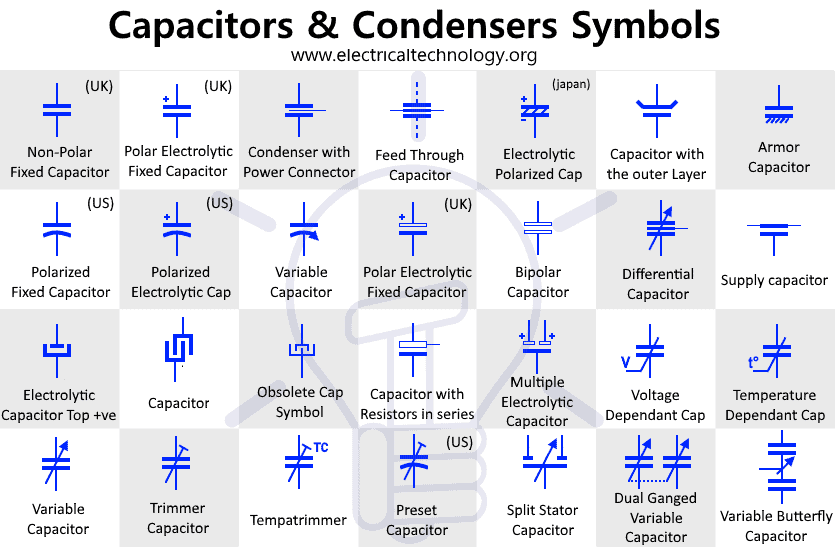 Capacitors & Condensers Symbols
www.electricaltechnology.org
(UK)
Non-Polar
Fixed Capacitor
(UK)
+
Polar Electrolytic
Fixed Capacitor
Condenser with
Power Connector
Feed Through
Capacitor
(japan)
+
-
Electrolytic
Polarized Cap
Capacitor with
the outer Layer
Armor
Capacitor
(US)
Polarized
Fixed Capacitor
(US)
+
Polarized
Electrolytic Cap
Variable
Capacitor
(UK)
+
Polar Electrolytic
Fixed Capacitor
Bipolar
Capacitor
Differential
Capacitor
Supply capacitor
Electrolytic
Capacitor Top +ve
Capacitor
Obsolete Cap
Symbol
Capacitor with
Resistors in series
+ +
Multiple
Electrolytic
Capacitor
V
Voltage
Dependant Cap
t°
Temperature
Dependant Cap
Variable
Capacitor
Trimmer
Capacitor
TC
Tempatrimmer
(US)
Preset
Capacitor
Split Stator
Capacitor
Dual Ganged
Variable
Capacitor
Variable Butterfly
Capacitor